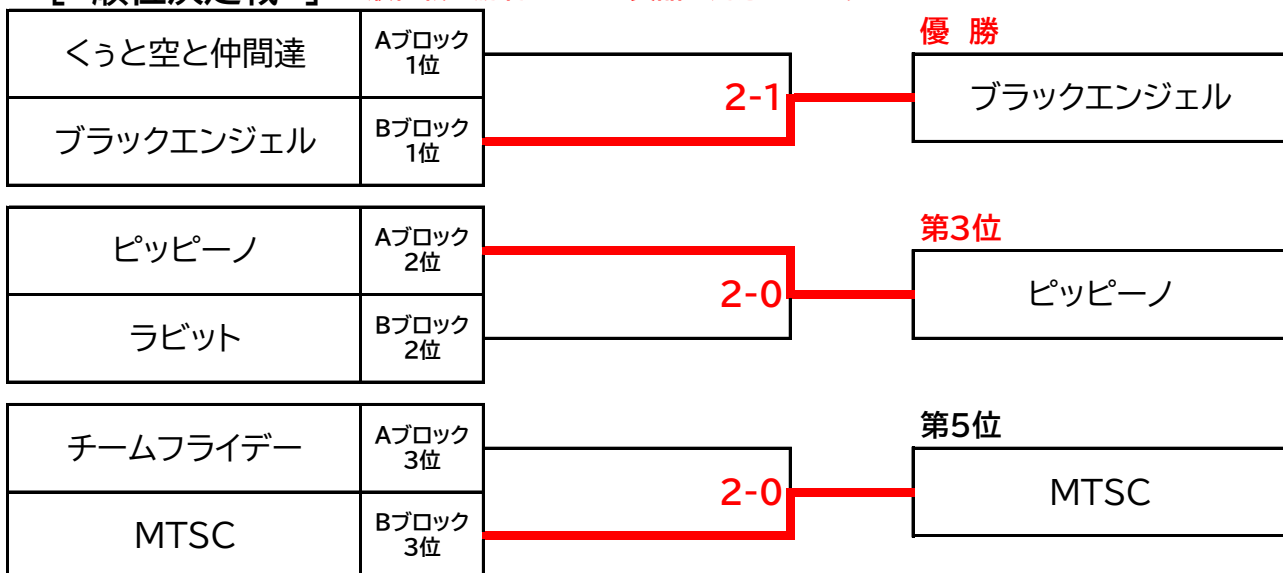 優 勝
くぅと空と仲間達
Aブロック
1位
2-1
ブラックエンジェル
ブラックエンジェル
Bブロック
1位
第3位
ピッピーノ
Aブロック
2位
2-0
ピッピーノ
ラビット
Bブロック
2位
第5位
チームフライデー
Aブロック
3位
2-0
MTSC
MTSC
Bブロック
3位